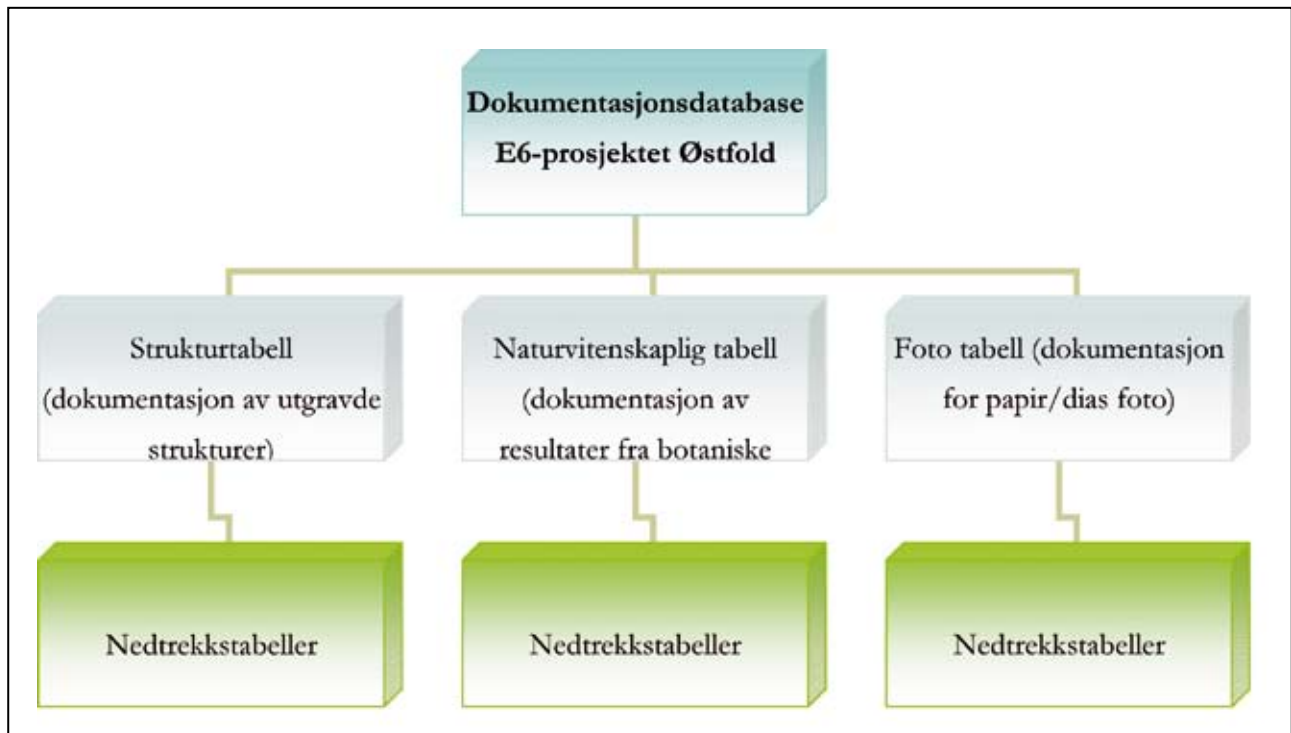 Dokumentasjonsdatabase
E6-prosjektet Østfold
Strukturtabell
(dokumentasjon av utgravde
strukturer)
Naturvitenskaplig tabell
(dokumentasjon av
resultater fra botaniske
Foto tabell (dokumentasjon
for papir/dias foto)
Nedtrekkstabeller
Nedtrekkstabeller
Nedtrekkstabeller